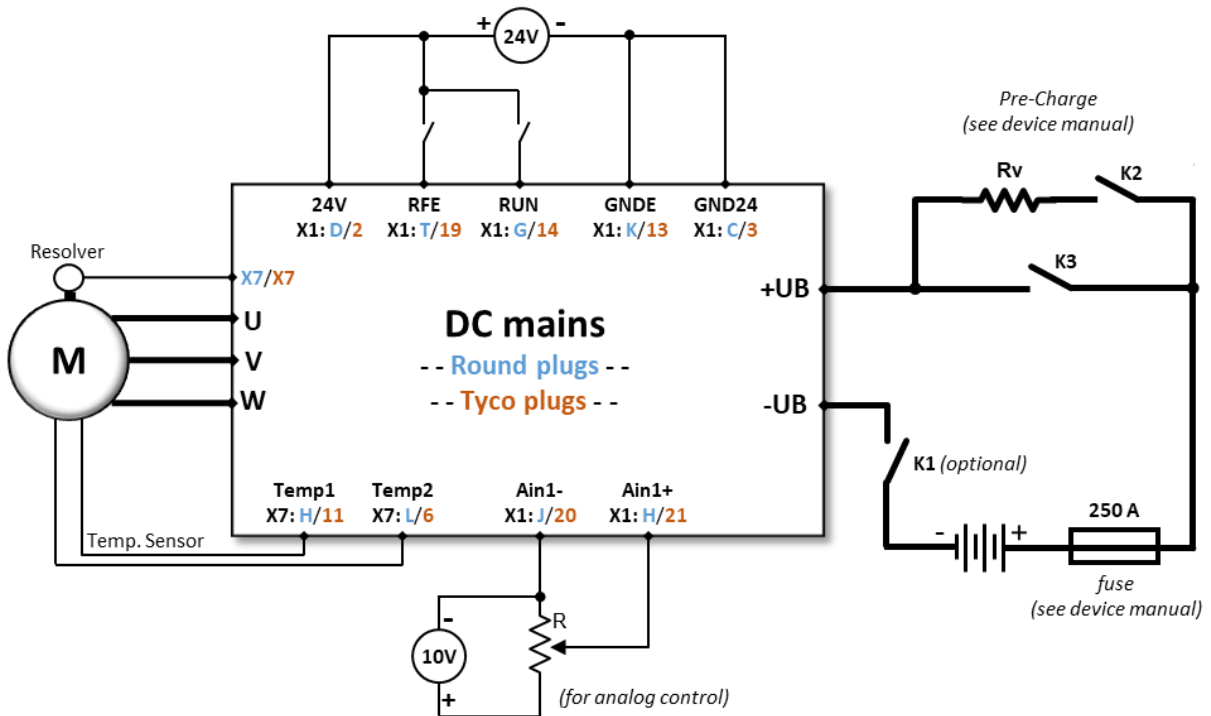 + 24V -
Pre-Charge
(see device manual)
Rv
K2
24V RFE RUN GNDE GND24
X1: D/2 X1: T/19 X1: G/14 X1: K/13 X1: C/3
Resolver
X7/X7
K3
+UB
U
M
V
W
DC mains
-- Round plugs --
-- Tyco plugs --
-UB
K1 (optional)
Temp1 Temp2 Ain1- Ain1+
X7: H/11 X7: L/6 X1: J/20 X1: H/21
250 A
- +
Temp. Sensor
fuse
(see device manual)
-
R
10V
+
(for analog control)